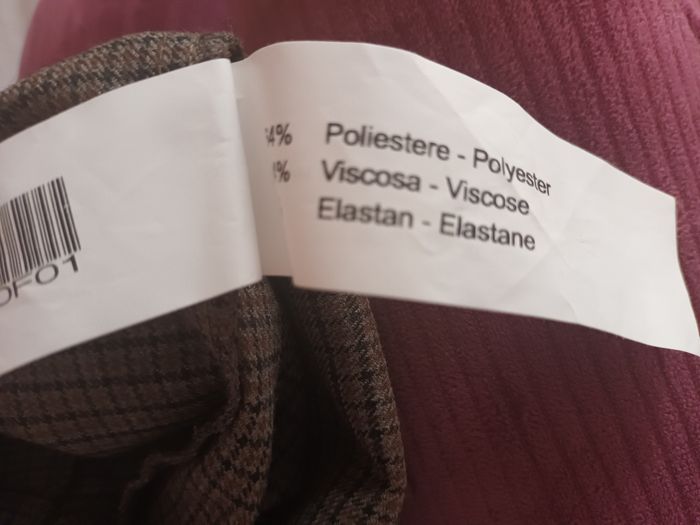 4% Poliestere - Polyester
% Viscosa - Viscose
Elastan - Elastane
0F01